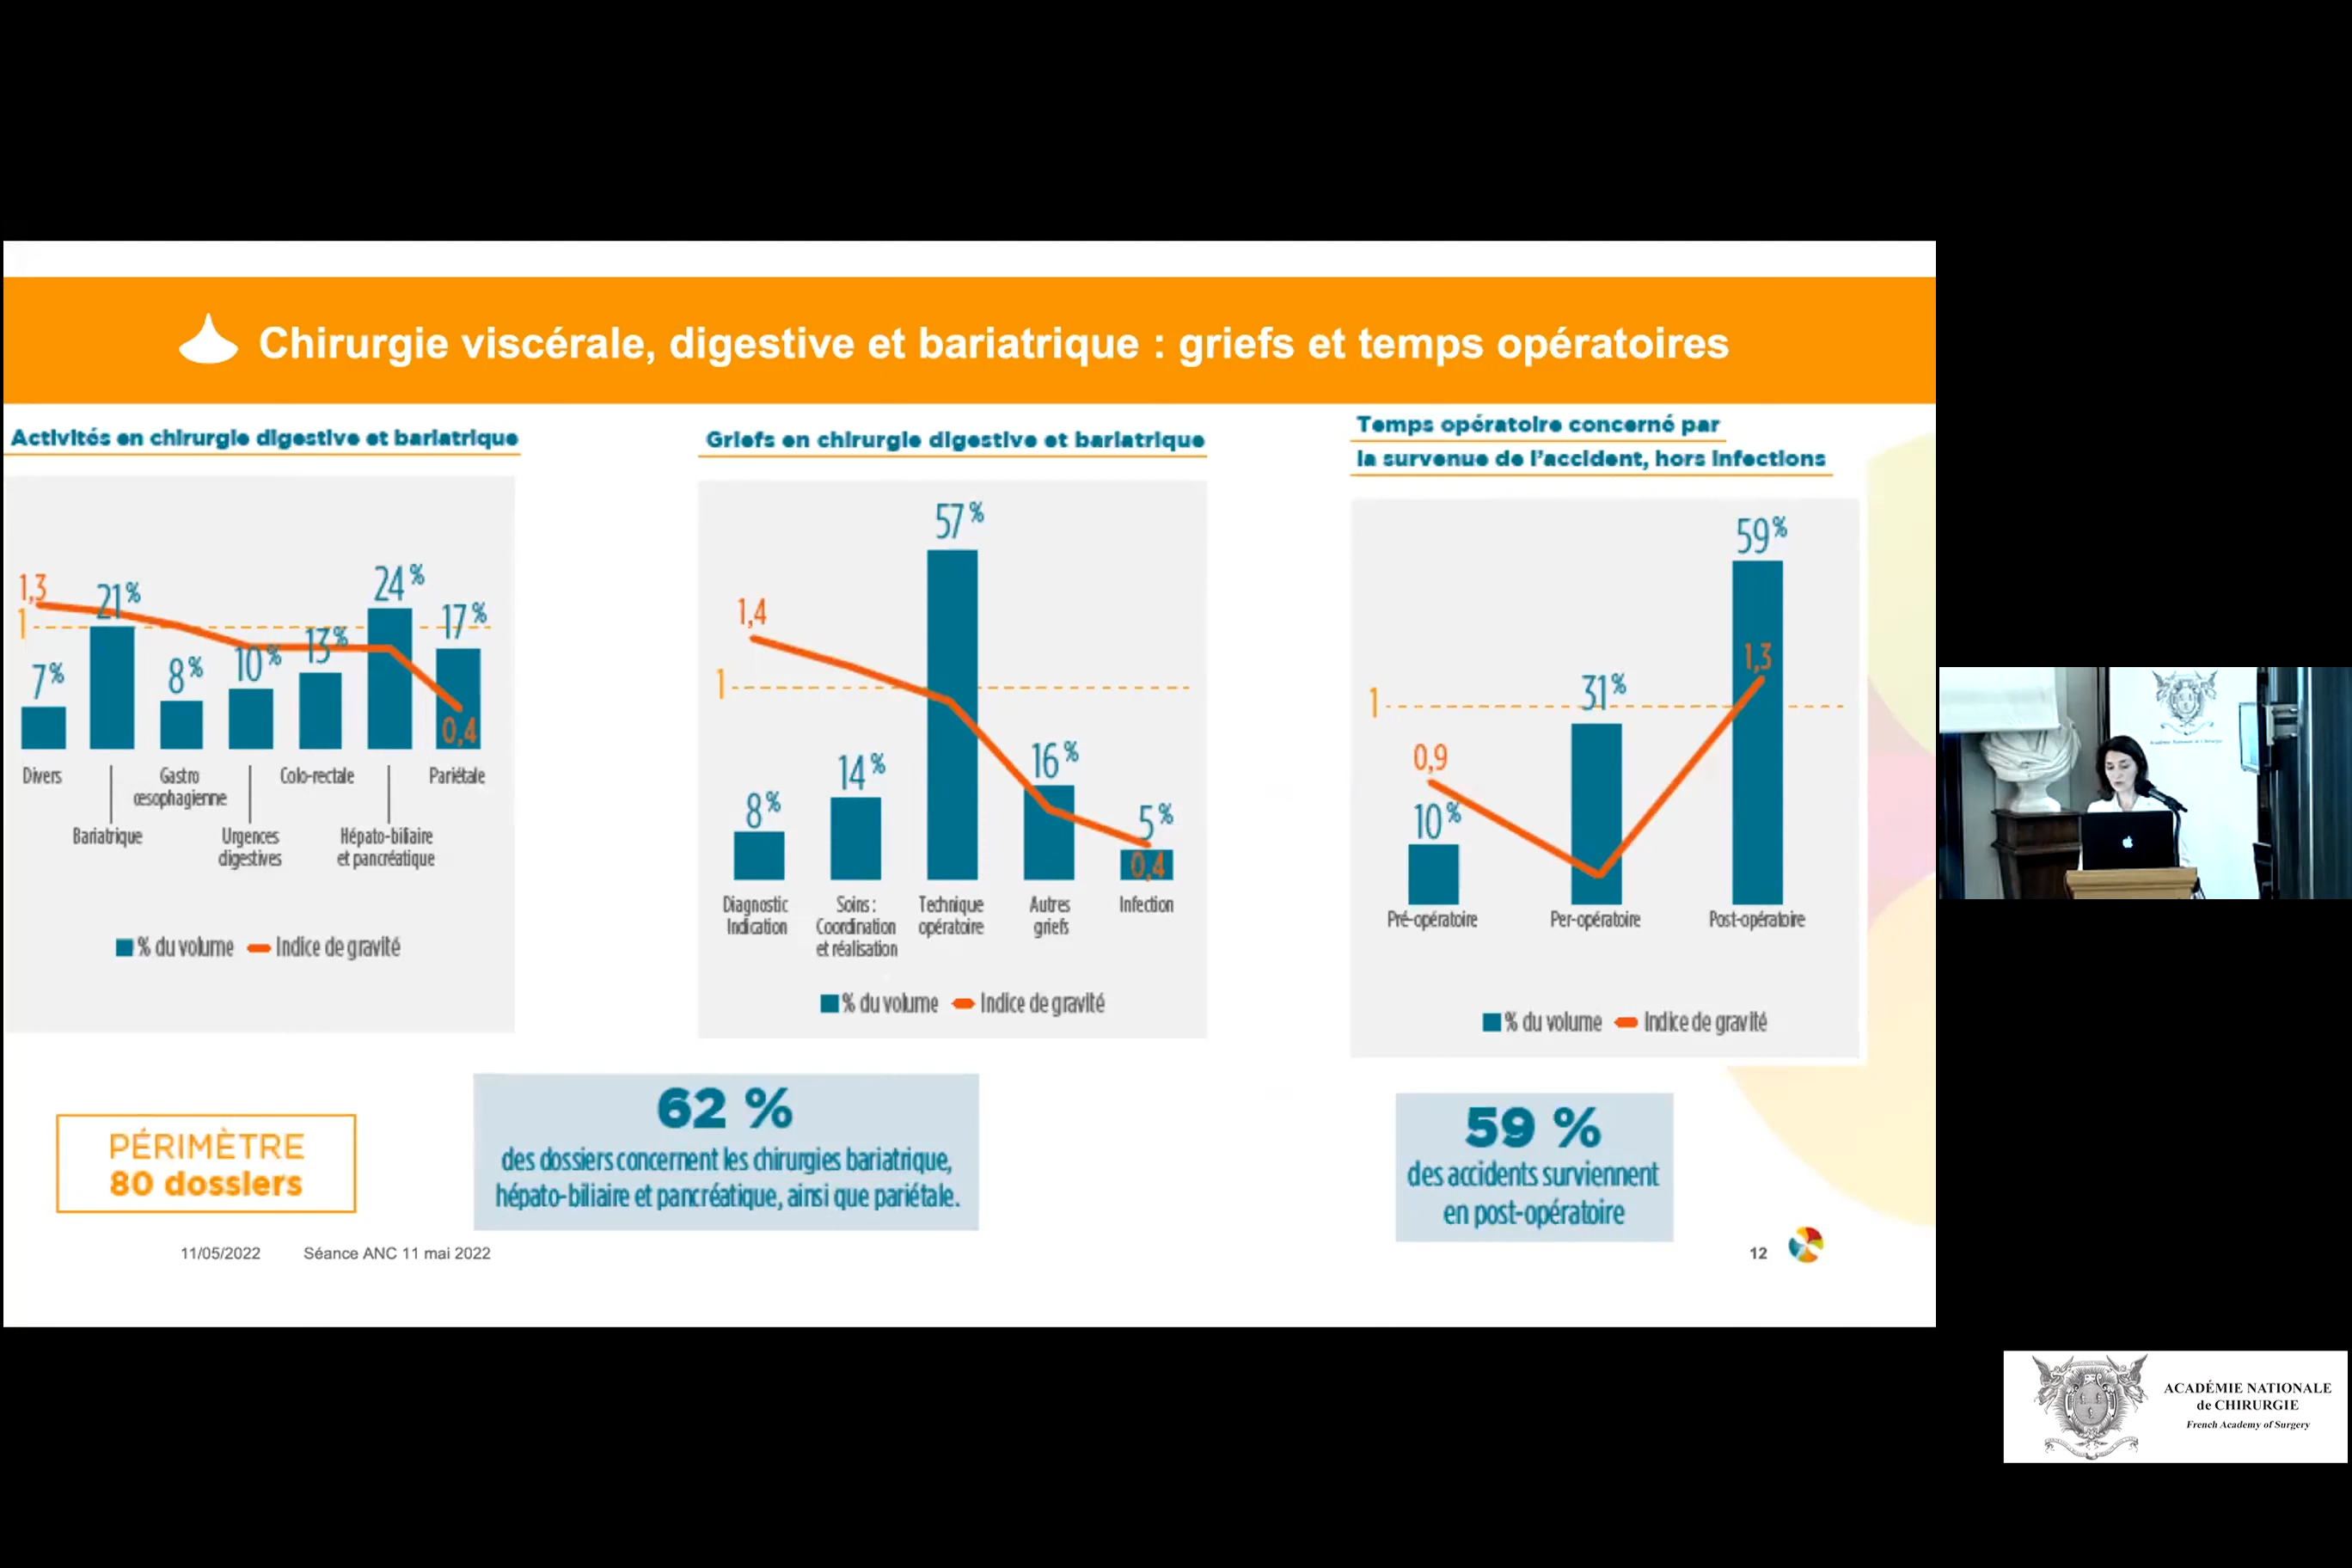 Chirurgie viscérale, digestive et bariatrique : griefs et temps opératoires
Activités en chirurgie digestive et bariatrique
1,3
1
7%
21%
8%
10%
13%
24%
17%
0,4
Divers
Bariatrique
Gastro
œsophagienne
Urgences
digestives
Colo-rectale
Hépato-biliaire
et pancréatique
Pariétale
% du volume
Indice de gravité
Griefs en chirurgie digestive et bariatrique
1,4
1
8%
14%
57%
16%
5%
0,4
Diagnostic
Indication
Soins :
Coordination
et réalisation
Technique
opératoire
Autres
griefs
Infection
% du volume
Indice de gravité
Temps opératoire concerné par
la survenue de l'accident, hors infections
1
0,9
10%
31%
59%
1,3
Pré-opératoire
Per-opératoire
Post-opératoire
% du volume
Indice de gravité
PÉRIMÈTRE
80 dossiers
62 %
des dossiers concernent les chirurgies bariatrique,
hépato-biliaire et pancréatique, ainsi que pariétale.
59 %
des accidents surviennent
en post-opératoire
11/05/2022
Séance ANC 11 mai 2022
12
Académie Nationale de Chirurgie
ACADÉMIE NATIONALE
de CHIRURGIE
French Academy of Surgery